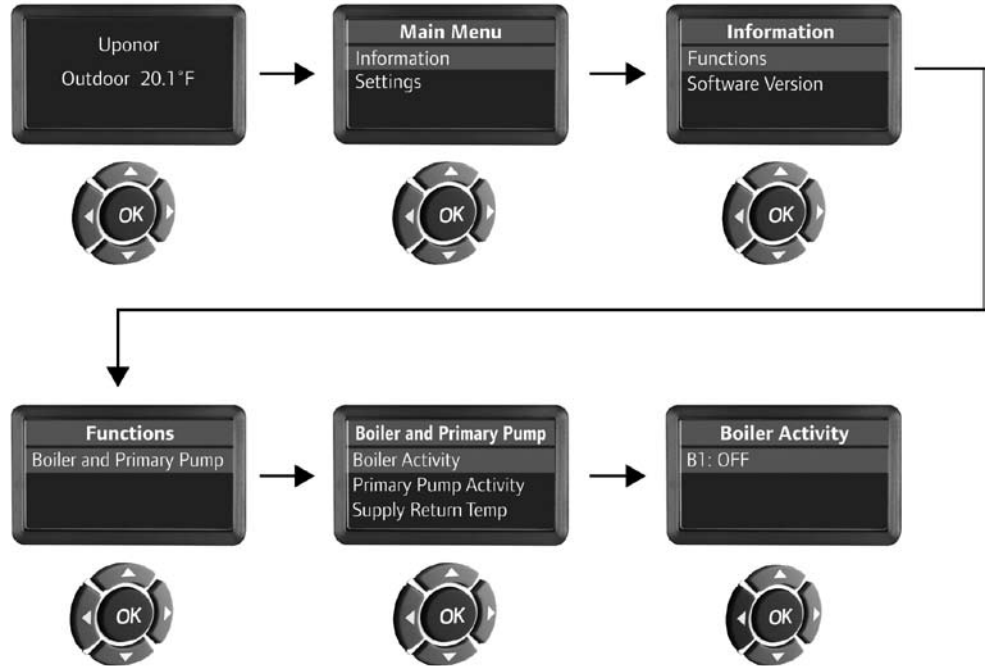 Uponor
Outdoor 20.1°F
Main Menu
Information
Settings
Information
Functions
Software Version
OK
OK
OK
Functions
Boiler and Primary Pump
Boiler and Primary Pump
Boiler Activity
Primary Pump Activity
Supply Return Temp
Boiler Activity
B1: OFF
OK
OK
OK